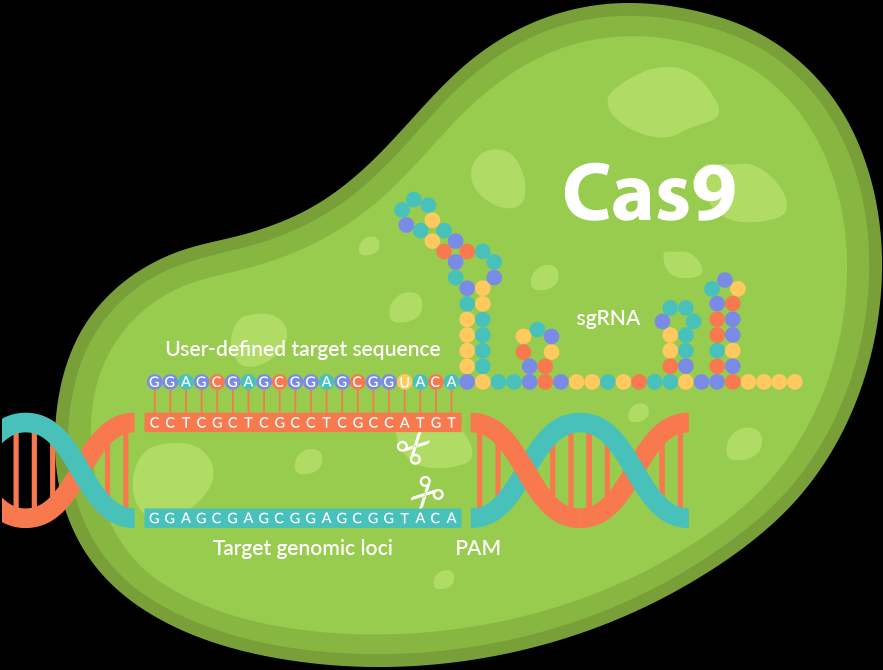 Cas9
sgRNA
User-defined target sequence
GGAGCGAGCGGAGCGGUACA
CCTCGCTCGCCTCGCCATGT
GGAGCGAGCGGAGCGGTACA
Target genomic loci
PAM